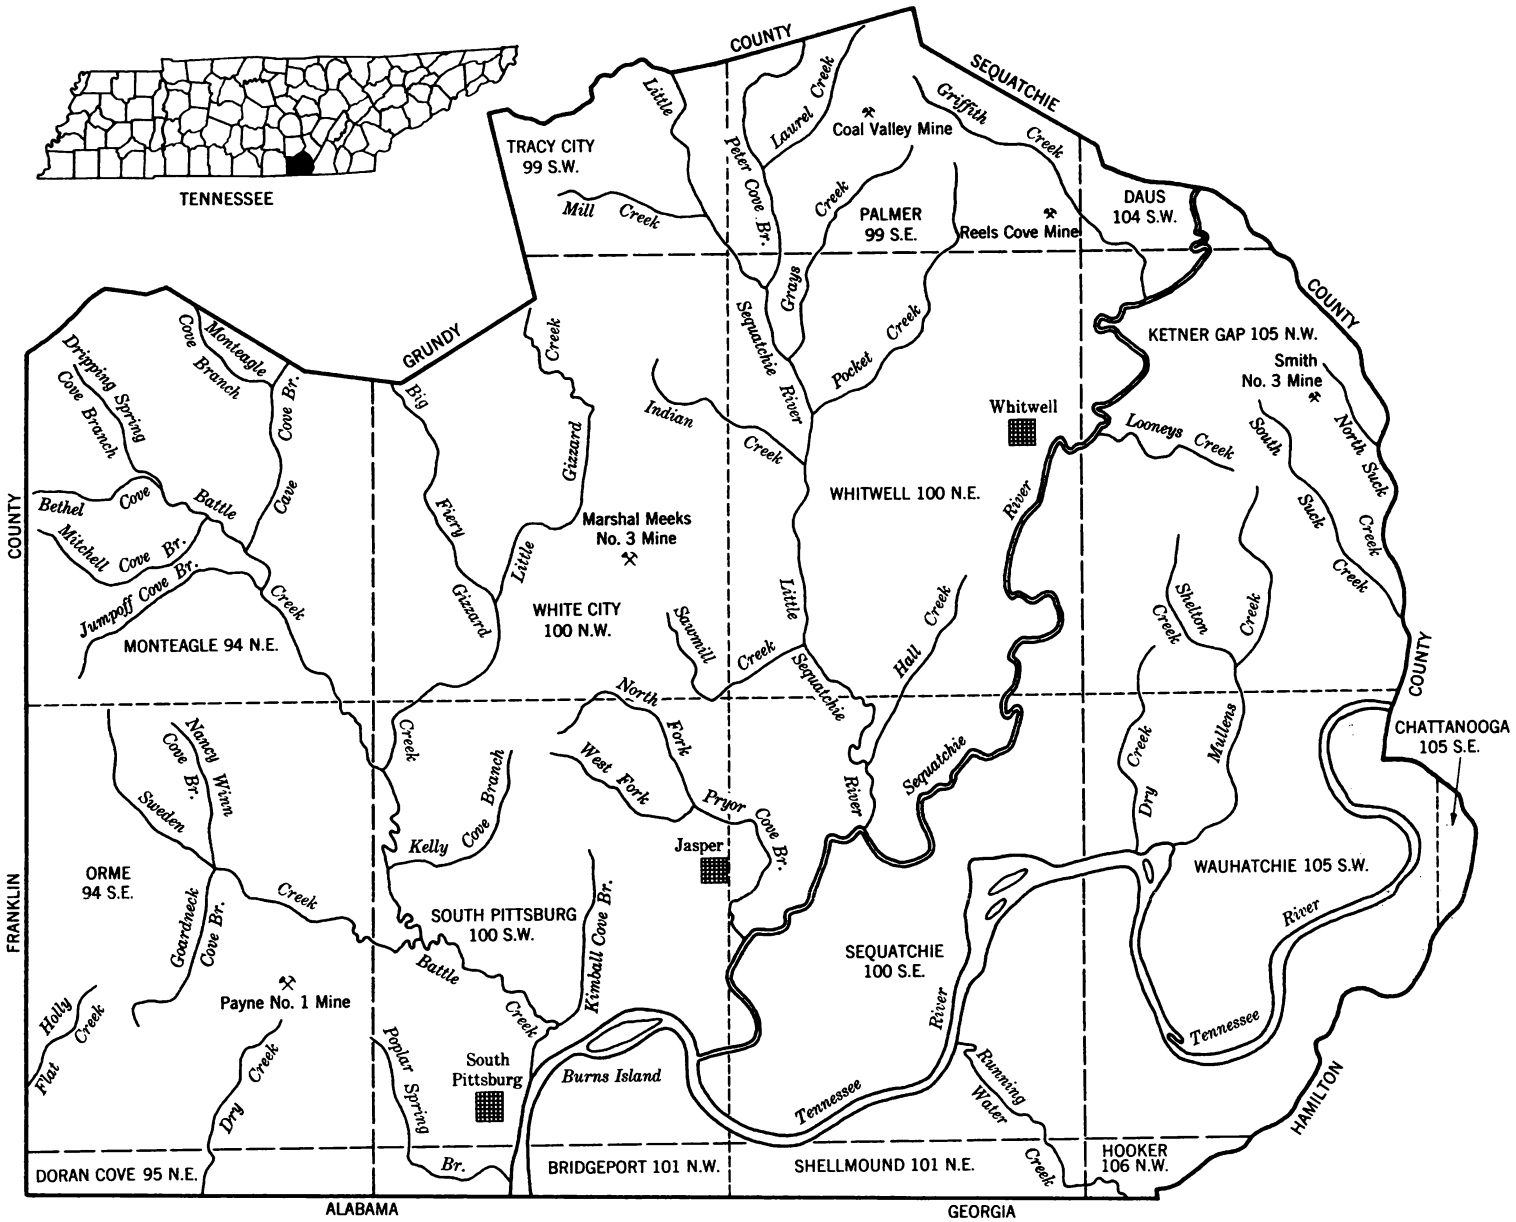 TENNESSEE
COUNTY
SEQUATCHIE
COUNTY
COUNTY
HAMILTON
GRUNDY
COUNTY
FRANKLIN
ALABAMA
GEORGIA
TRACY CITY
99 S.W.
Little
Mill Creek
Peter Cove Br.
Laurel Creek
Coal Valley Mine
Griffith Creek
PALMER
99 S.E.
Grays Creek
Reels Cove Mine
DAUS
104 S.W.
Sequatchie River
Pocket Creek
KETNER GAP 105 N.W.
Smith
No. 3 Mine
North Suck Creek
South Suck Creek
Looneys Creek
Whitwell
WHITWELL 100 N.E.
River
Indian Creek
Little Gizzard Creek
Big Fiery Gizzard Creek
Marshal Meeks
No. 3 Mine
WHITE CITY
100 N.W.
Monteagle
Cove Branch
Dripping Spring
Cove Branch
Cave Cove Br.
Bethel Cove
Battle Creek
Mitchell Cove Br.
Jumpoff Cove Br.
MONTEAGLE 94 N.E.
Sawmill Creek
Little Sequatchie River
Hall Creek
Sequatchie
Shelton Creek
Creek
Mullens
Dry Creek
CHATTANOOGA
105 S.E.
WAUHATCHIE 105 S.W.
North Fork
West Fork
Pryor Cove Br.
Jasper
Kelly Cove Branch
Nancy Winn
Cove Br.
Sweden Creek
ORME
94 S.E.
Goardneck
Cove Br.
SOUTH PITTSBURG
100 S.W.
Kimball Cove Br.
Battle Creek
Payne No. 1 Mine
Holly
Flat Creek
Dry Creek
Poplar Spring Br.
South
Pittsburg
Burns Island
SEQUATCHIE
100 S.E.
River
Tennessee
Tennessee
River
Running
Water
Creek
DORAN COVE 95 N.E.
BRIDGEPORT 101 N.W.
SHELLMOUND 101 N.E.
HOOKER
106 N.W.